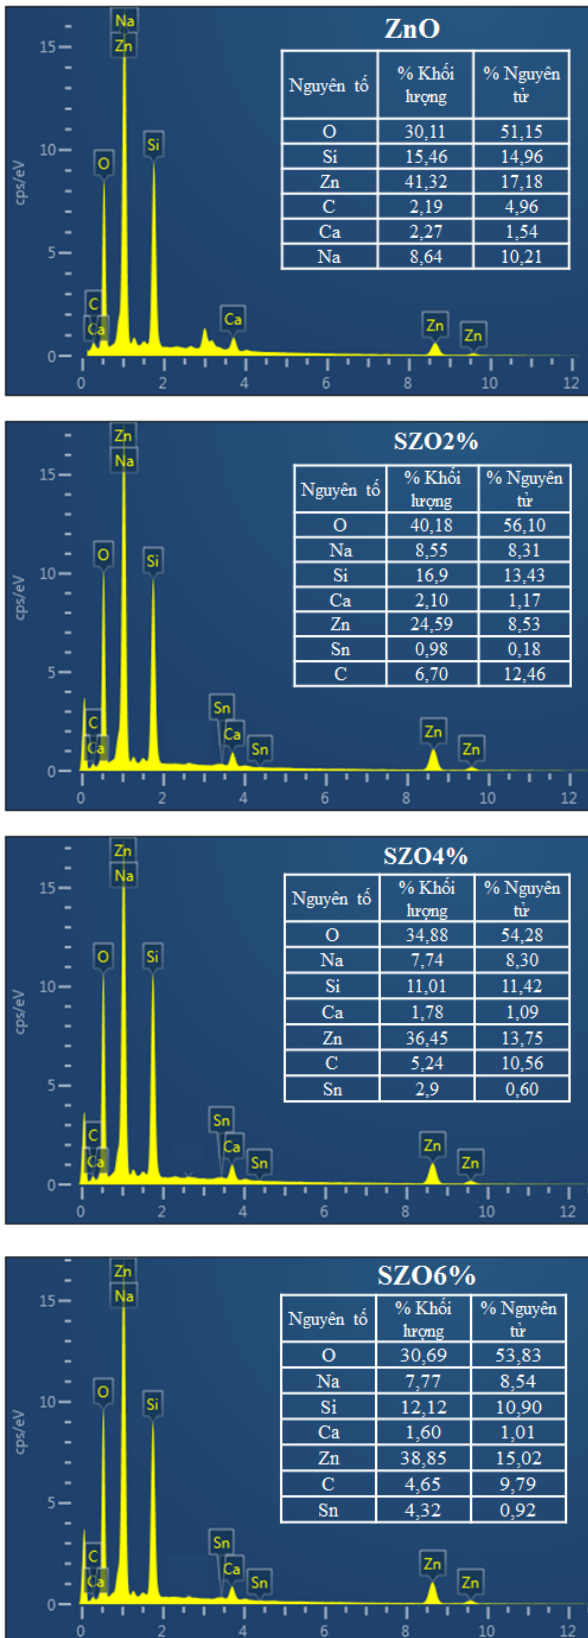 ZnO
Na
Zn
O
Si
C
Ca
Ca
Zn
Zn
cps/eV
15
10
5
0
0 2 4 6 8 10 12
Nguyên tố % Khối lượng % Nguyên tử
O 30,11 51,15
Si 15,46 14,96
Zn 41,32 17,18
C 2,19 4,96
Ca 2,27 1,54
Na 8,64 10,21
SZO2%
Zn
Na
O
Si
C
Ca
Sn
Ca
Sn
Zn
Zn
cps/eV
15
10
5
0
0 2 4 6 8 10 12
Nguyên tố % Khối lượng % Nguyên tử
O 40,18 56,10
Na 8,55 8,31
Si 16,9 13,43
Ca 2,10 1,17
Zn 24,59 8,53
Sn 0,98 0,18
C 6,70 12,46
SZO4%
Zn
Na
O
Si
C
Ca
Sn
Ca
Sn
Zn
Zn
cps/eV
15
10
5
0
0 2 4 6 8 10 12
Nguyên tố % Khối lượng % Nguyên tử
O 34,88 54,28
Na 7,74 8,30
Si 11,01 11,42
Ca 1,78 1,09
Zn 36,45 13,75
C 5,24 10,56
Sn 2,9 0,60
SZO6%
Zn
Na
O
Si
C
Ca
Sn
Ca
Sn
Zn
Zn
cps/eV
15
10
5
0
0 2 4 6 8 10 12
Nguyên tố % Khối lượng % Nguyên tử
O 30,69 53,83
Na 7,77 8,54
Si 12,12 10,90
Ca 1,60 1,01
Zn 38,85 15,02
C 4,65 9,79
Sn 4,32 0,92